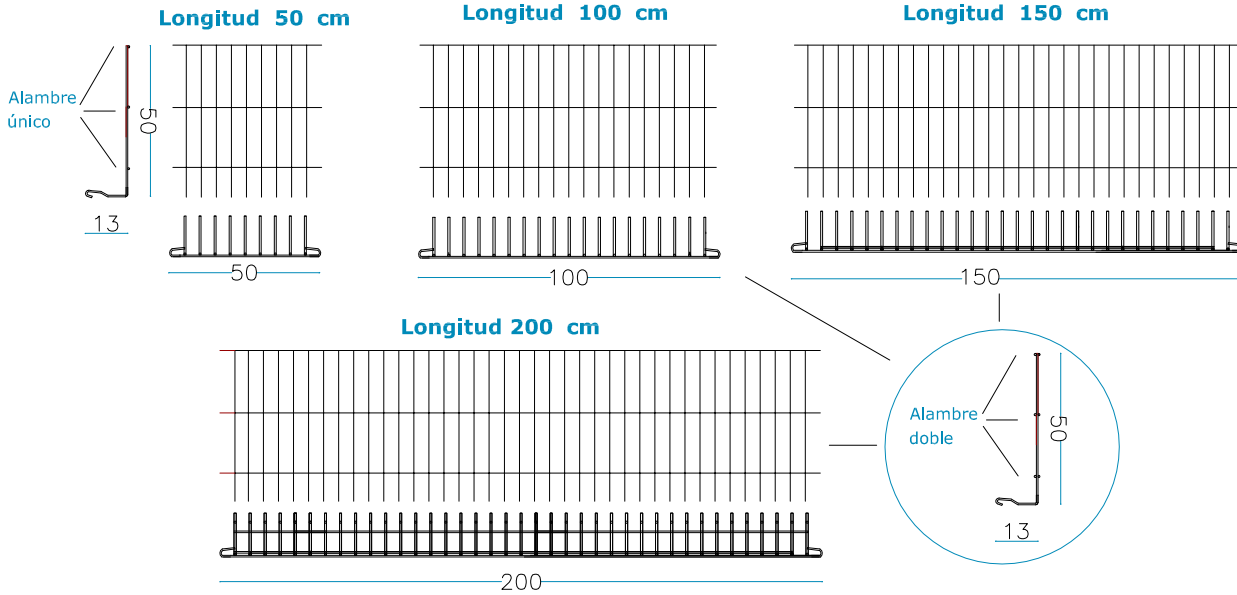 Longitud 50 cm
Longitud 100 cm
Longitud 150 cm
Alambre
único
50
13
50
100
150
Longitud 200 cm
Alambre
doble
50
13
200